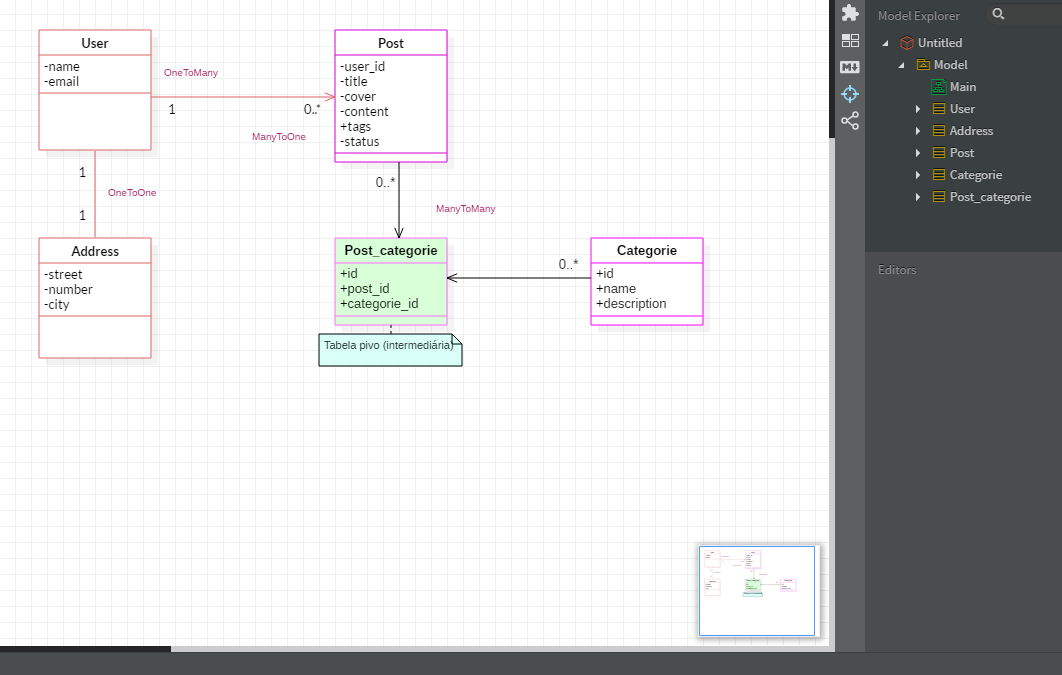 User
-name
-email
OneToMany
1
0..*
ManyToOne
Post
-user_id
-title
-cover
-content
+tags
-status
1
OneToOne
1
0..*
ManyToMany
Address
-street
-number
-city
Post_categorie
+id
+post_id
+categorie_id
0..*
Categorie
+id
+name
+description
Tabela pivo (intermediária)
M
Model Explorer
Untitled
Model
Main
User
Address
Post
Categorie
Post_categorie
Editors